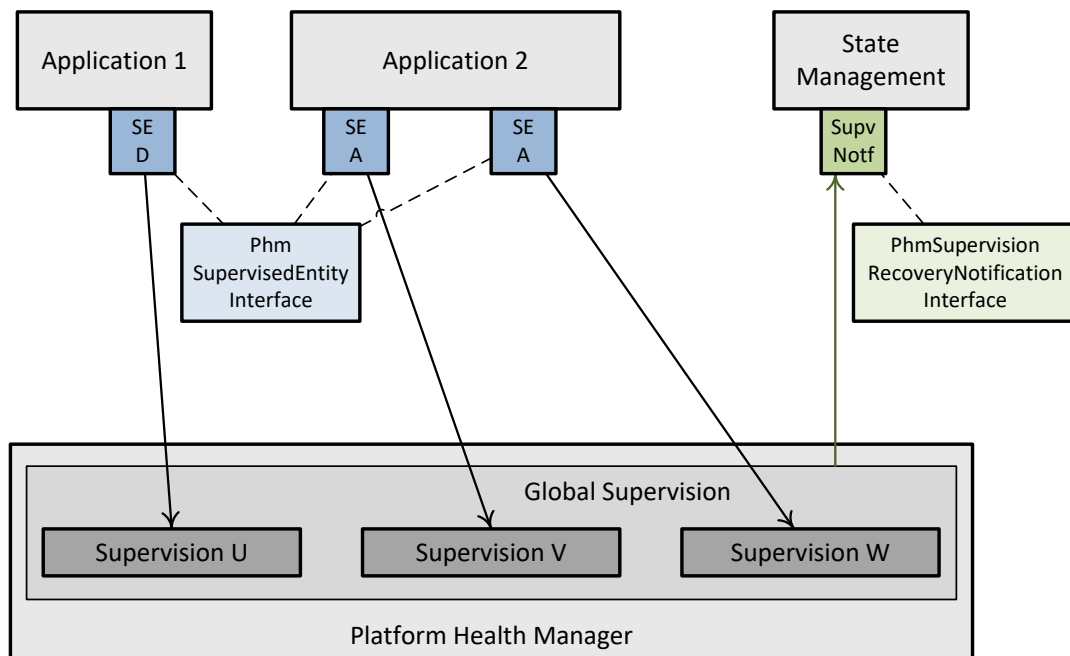 Application 1
Application 2
State
Management
SE
D
SE
A
SE
A
Supv
Notf
Phm
SupervisedEntity
Interface
PhmSupervision
RecoveryNotification
Interface
Global Supervision
Supervision U
Supervision V
Supervision W
Platform Health Manager